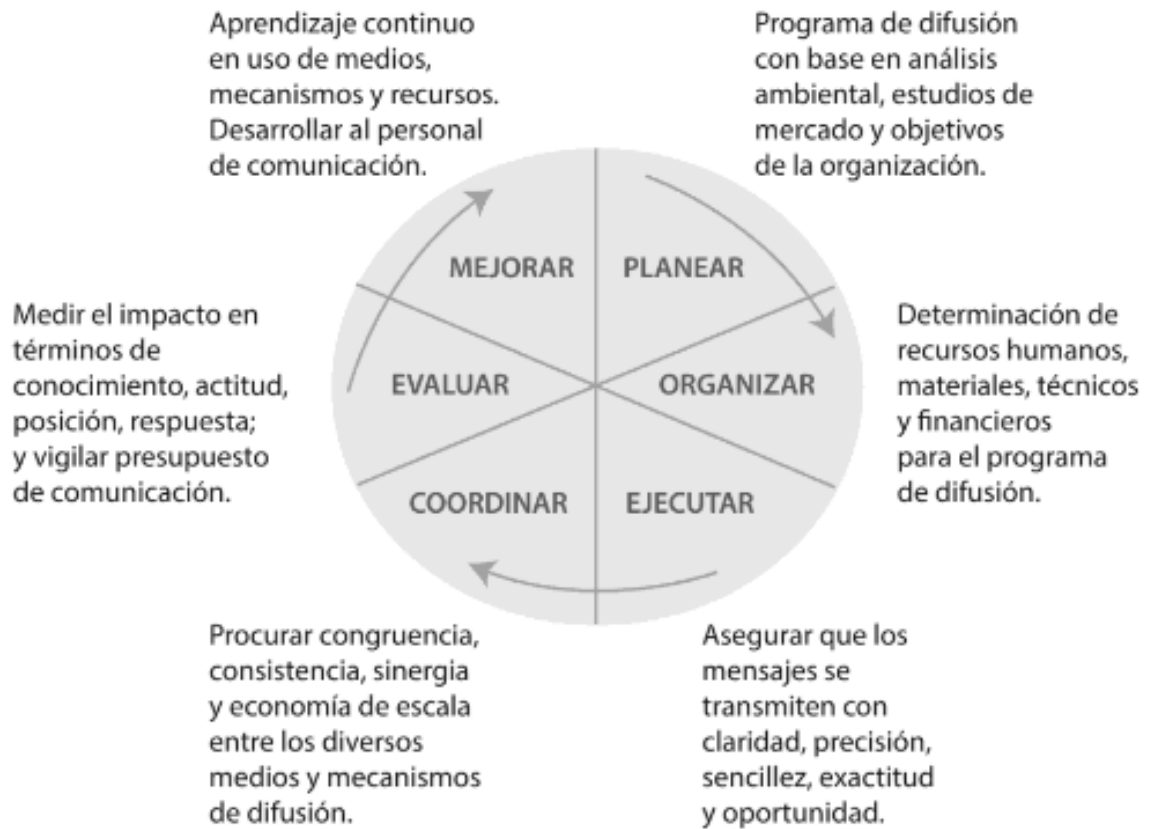 Aprendizaje continuo
en uso de medios,
mecanismos y recursos.
Desarrollar al personal
de comunicación.
Programa de difusión
con base en análisis
ambiental, estudios de
mercado y objetivos
de la organización.
MEJORAR
PLANEAR
Medir el impacto en
términos de
conocimiento, actitud,
posición, respuesta;
y vigilar presupuesto
de comunicación.
EVALUAR
ORGANIZAR
Determinación de
recursos humanos,
materiales, técnicos
y financieros
para el programa
de difusión.
COORDINAR
EJECUTAR
Procurar congruencia,
consistencia, sinergia
y economía de escala
entre los diversos
medios y mecanismos
de difusión.
Asegurar que los
mensajes se
transmiten con
claridad, precisión,
sencillez, exactitud
y oportunidad.